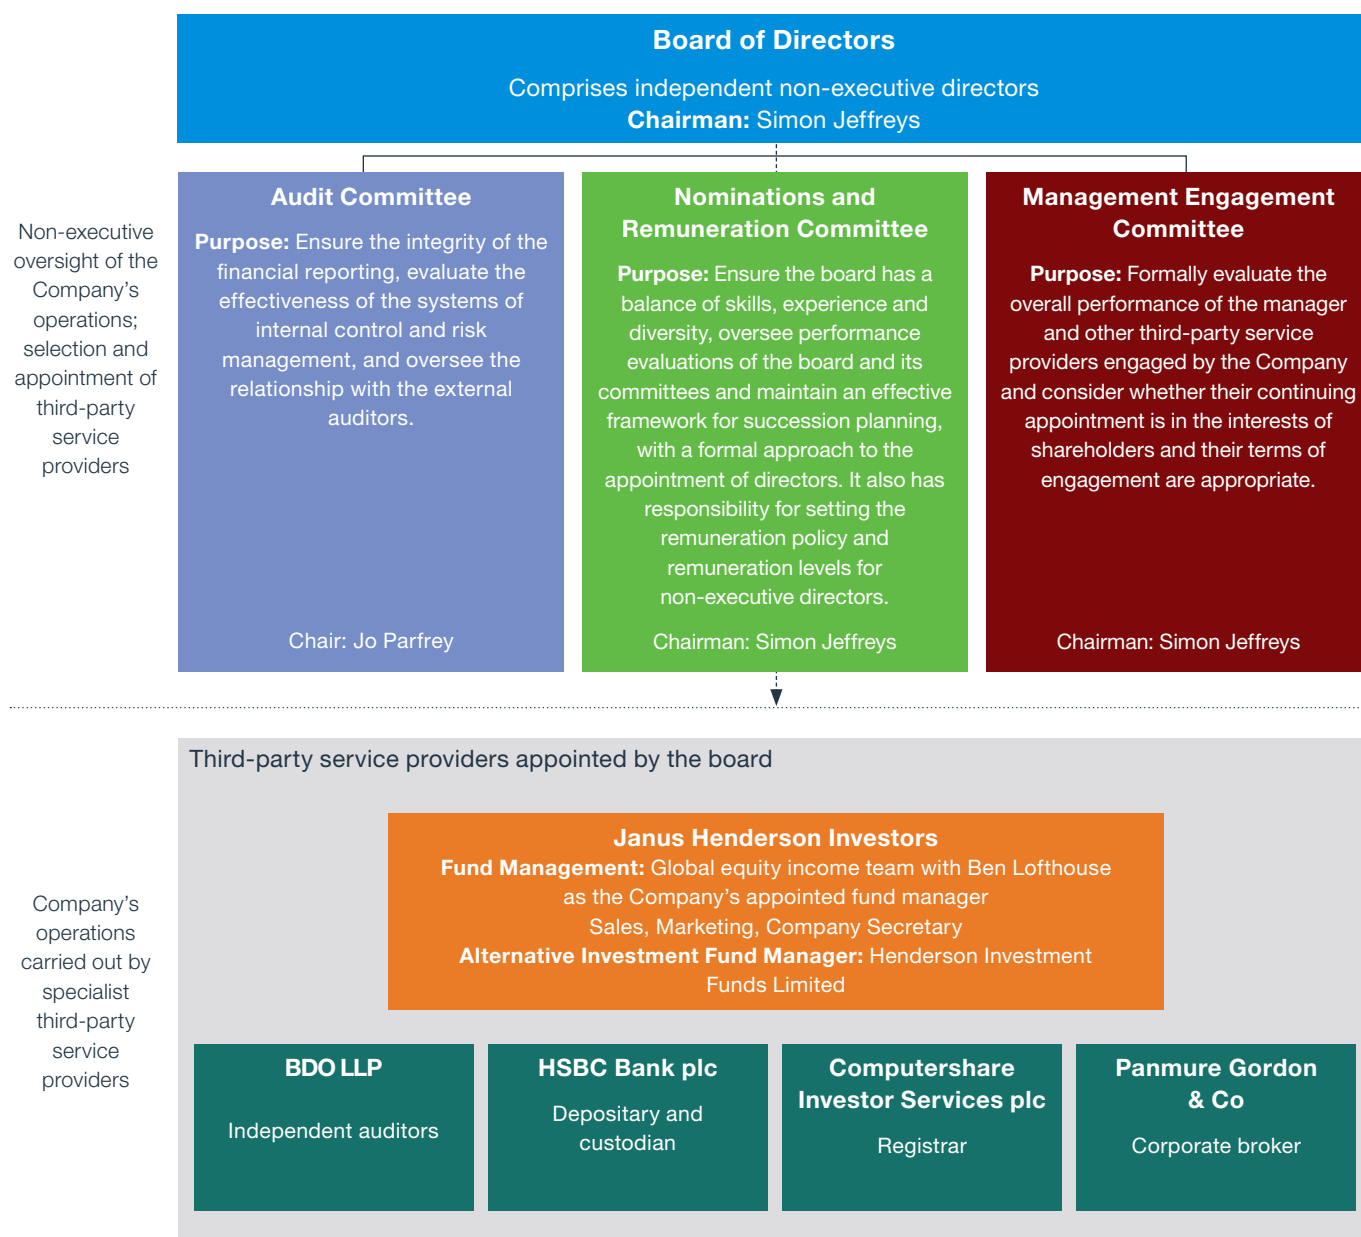 Board of Directors
Comprises independent non-executive directors
Chairman: Simon Jeffreys
Non-executive
oversight of the
Company’s
operations;
selection and
appointment of
third-party
service
providers
Audit Committee
Purpose: Ensure the integrity of the
financial reporting, evaluate the
effectiveness of the systems of
internal control and risk
management, and oversee the
relationship with the external
auditors.
Chair: Jo Parfrey
Nominations and
Remuneration Committee
Purpose: Ensure the board has a
balance of skills, experience and
diversity, oversee performance
evaluations of the board and its
committees and maintain an effective
framework for succession planning,
with a formal approach to the
appointment of directors. It also has
responsibility for setting the
remuneration policy and
remuneration levels for
non-executive directors.
Chairman: Simon Jeffreys
Management Engagement
Committee
Purpose: Formally evaluate the
overall performance of the manager
and other third-party service
providers engaged by the Company
and consider whether their continuing
appointment is in the interests of
shareholders and their terms of
engagement are appropriate.
Chairman: Simon Jeffreys
Company’s
operations
carried out by
specialist
third-party
service
providers
Third-party service providers appointed by the board
Janus Henderson Investors
Fund Management: Global equity income team with Ben Lofthouse
as the Company’s appointed fund manager
Sales, Marketing, Company Secretary
Alternative Investment Fund Manager: Henderson Investment
Funds Limited
BDO LLP
Independent auditors
HSBC Bank plc
Depositary and
custodian
Computershare
Investor Services plc
Registrar
Panmure Gordon
& Co
Corporate broker